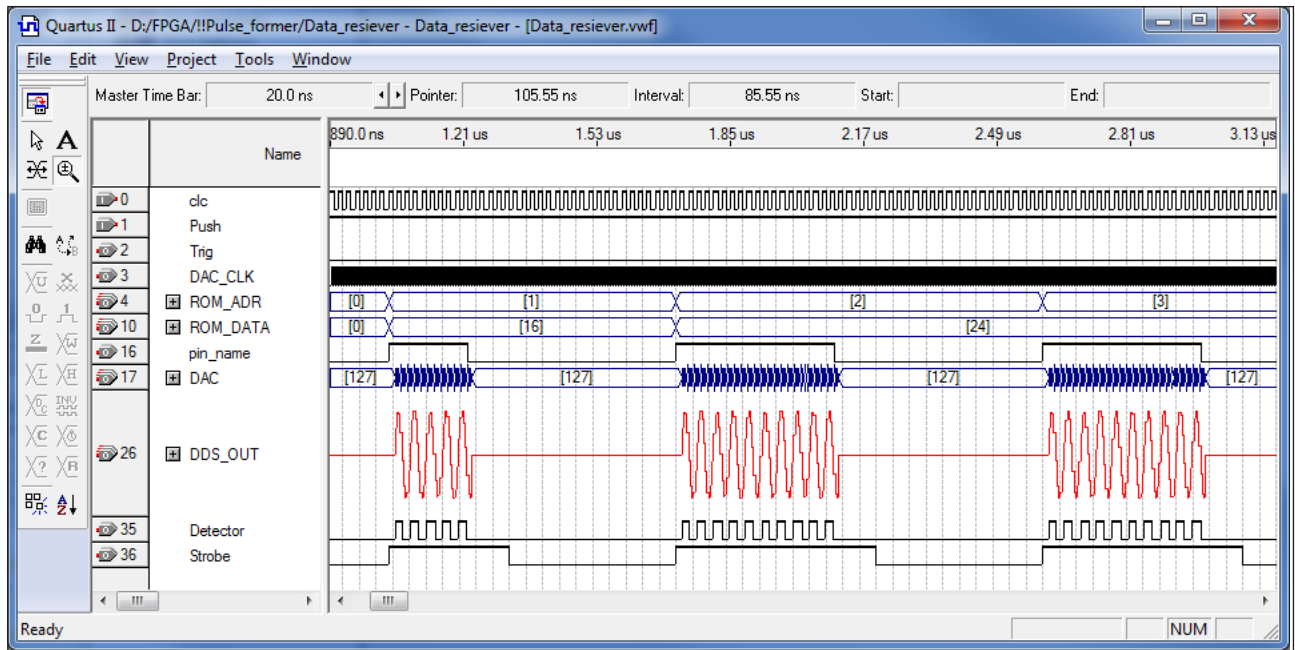 Quartus II - D:/FPGA/!!Pulse_former/Data_resiever - Data_resiever - [Data_resiever.vwf]
File Edit View Project Tools Window
Master Time Bar: 20.0 ns Pointer: 105.55 ns Interval: 85.55 ns Start: End:
Name 890.0 ns 1.21 us 1.53 us 1.85 us 2.17 us 2.49 us 2.81 us 3.13 us
0 clc
1 Push
2 Trig
3 DAC_CLK
4 ROM_ADR [0] [1] [2] [3]
10 ROM_DATA [0] [16] [24]
16 pin_name
17 DAC [127] [127] [127] [127]
26 DDS_OUT
35 Detector
36 Strobe
Ready NUM